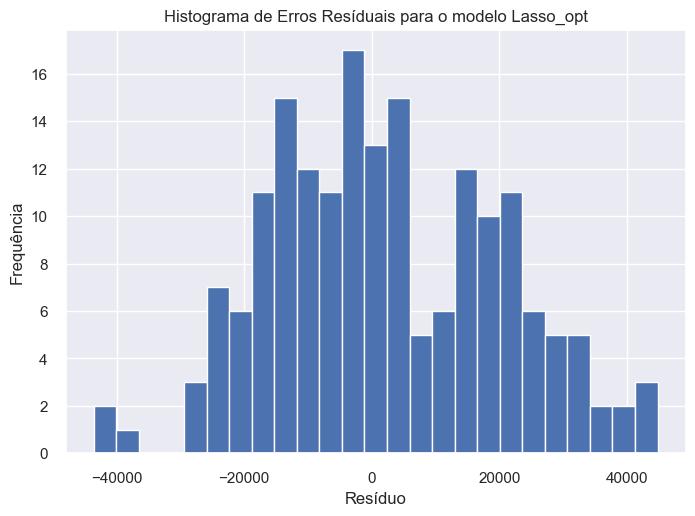 Histograma de Erros Resíduais para o modelo Lasso_opt
16
14
12
10
8
6
4
2
0
Frequência
−40000 −20000 0 20000 40000
Resíduo